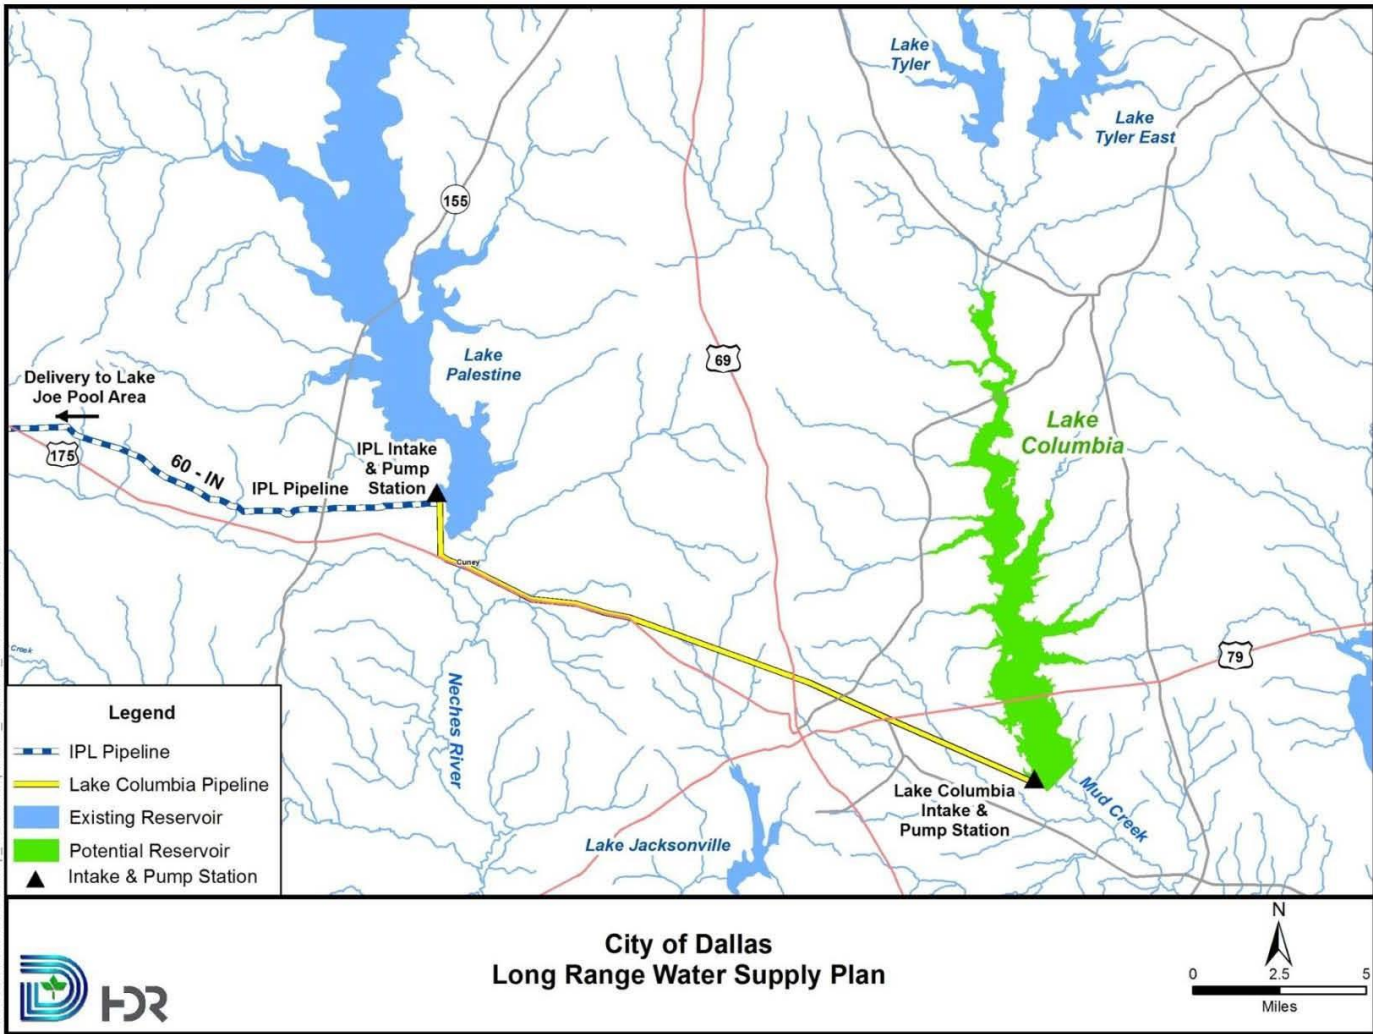 Lake
Tyler
Lake
Tyler East
155
69
Lake
Palestine
Delivery to Lake
Joe Pool Area
175
60 - IN
IPL Pipeline
IPL Intake
& Pump
Station
Lake
Columbia
Cuney
79
Creek
Neches River
Lake Columbia
Intake &
Pump Station
Mud Creek
Lake Jacksonville
Legend
IPL Pipeline
Lake Columbia Pipeline
Existing Reservoir
Potential Reservoir
Intake & Pump Station
City of Dallas
Long Range Water Supply Plan
HDR
N
0 2.5 5
Miles